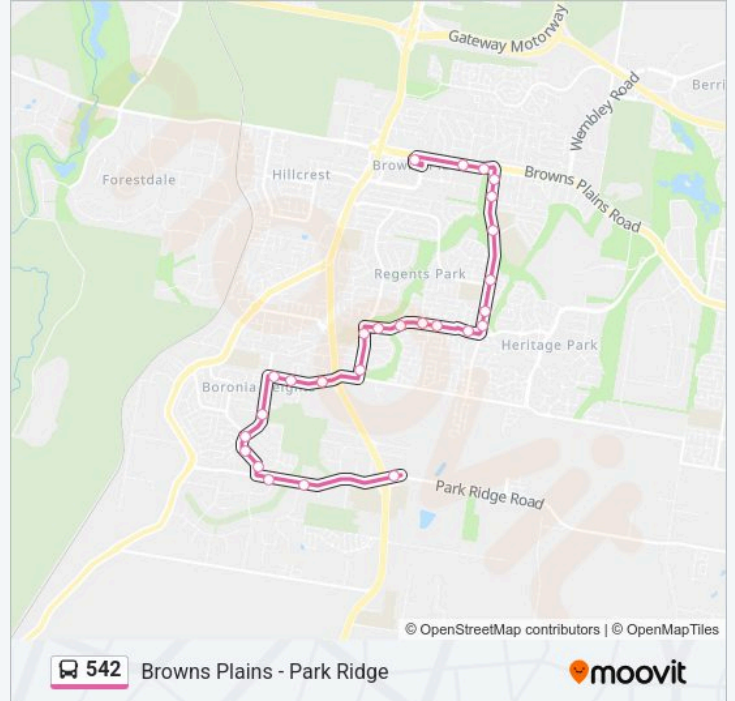 Gateway Motorway
Wembley Road
Berri
Brow
Browns Plains Road
Forestdale
Hillcrest
Regents Park
Heritage Park
Boronia
Park Ridge Road
© OpenStreetMap contributors | © OpenMapTiles
542 Browns Plains - Park Ridge
moovit